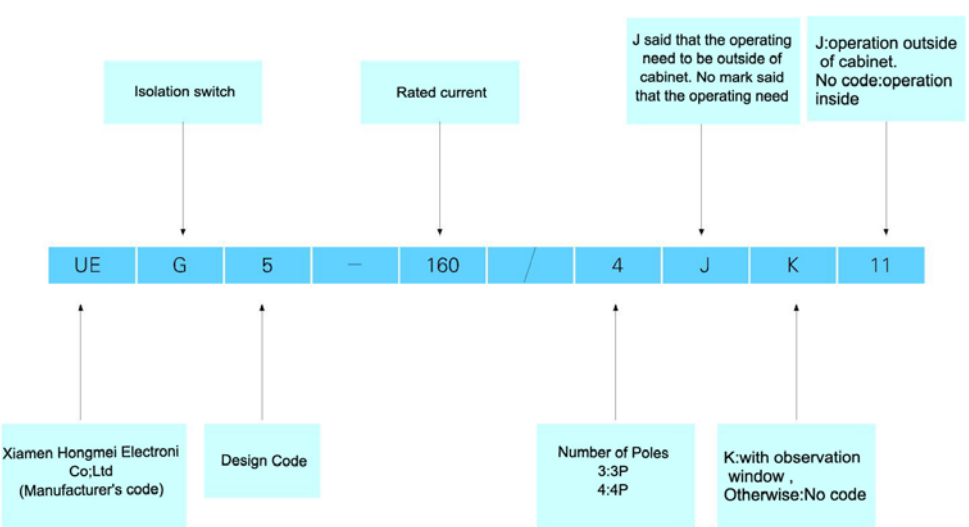 J said that the operating
need to be outside of
cabinet. No mark said
that the operating need
J:operation outside
of cabinet.
No code:operation
inside
Isolation switch
Rated current
UE G 5 — 160 / 4 J K 11
Xiamen Hongmei Electroni
Co;Ltd
(Manufacturer's code)
Design Code
Number of Poles
3:3P
4:4P
K:with observation
window ,
Otherwise:No code